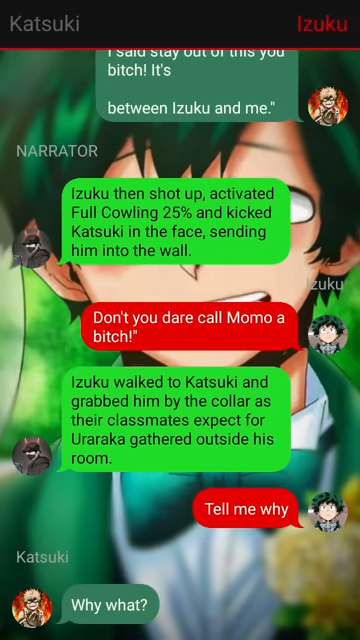 Katsuki
Izuku
I said stay out of this you
bitch! It's
between Izuku and me."
NARRATOR
Izuku then shot up, activated
Full Cowling 25% and kicked
Katsuki in the face, sending
him into the wall.
Izuku
Don't you dare call Momo a
bitch!"
Izuku walked to Katsuki and
grabbed him by the collar as
their classmates expect for
Uraraka gathered outside his
room.
Tell me why
Katsuki
Why what?